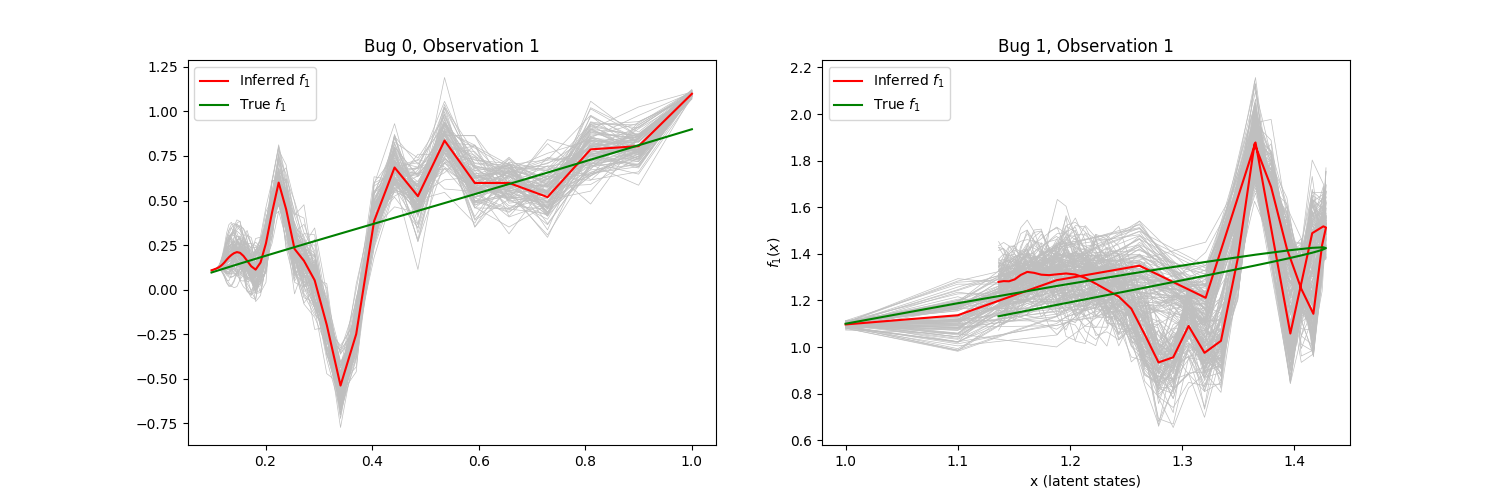 Bug 0, Observation 1
Inferred f₁
True f₁
1.25
1.00
0.75
0.50
0.25
0.00
−0.25
−0.50
−0.75
0.2 0.4 0.6 0.8 1.0
Bug 1, Observation 1
Inferred f₁
True f₁
2.2
2.0
1.8
1.6
1.4
1.2
1.0
0.8
0.6
f₁(x)
1.0 1.1 1.2 1.3 1.4
x (latent states)